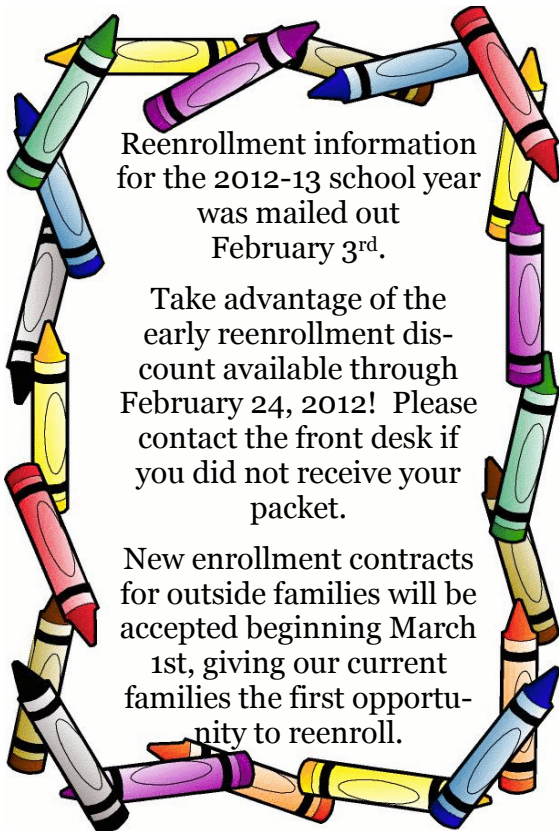 Reenrollment information
for the 2012-13 school year
was mailed out
February 3rd.
Take advantage of the
early reenrollment dis-
count available through
February 24, 2012!  Please
contact the front desk if
you did not receive your
packet.
New enrollment contracts
for outside families will be
accepted beginning March
1st, giving our current
families the first opportu-
nity to reenroll.